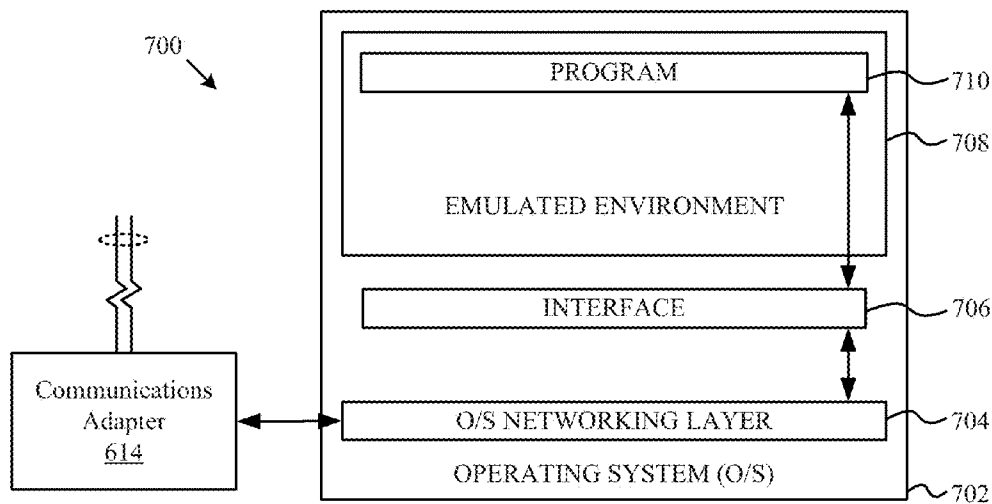 700
PROGRAM
710
708
EMULATED ENVIRONMENT
INTERFACE
706
Communications
Adapter
614
O/S NETWORKING LAYER
704
OPERATING SYSTEM (O/S)
702